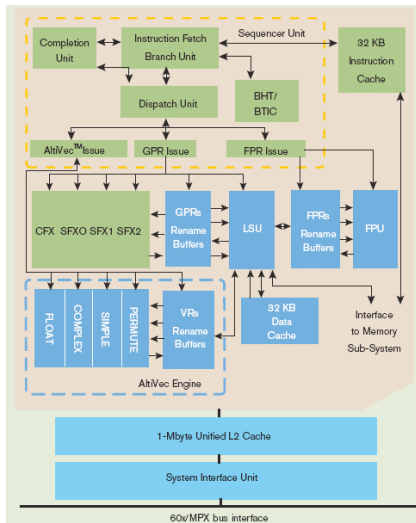 Sequencer Unit
Completion
Unit
Instruction Fetch
Branch Unit
32 KB
Instruction
Cache
Dispatch Unit
BHT/
BTIC
AltiVec™Issue
GPR Issue
FPR Issue
CFX SFXO SFX1 SFX2
GPRs
Rename
Buffers
LSU
FPRs
Rename
Buffers
FPU
FLOAT
COMPLEX
SIMPLE
PERMUTE
VRs
Rename
Buffers
32 KB
Data
Cache
Interface
to Memory
Sub-System
AltiVec Engine
1-Mbyte Unified L2 Cache
System Interface Unit
60x/MPX bus interface